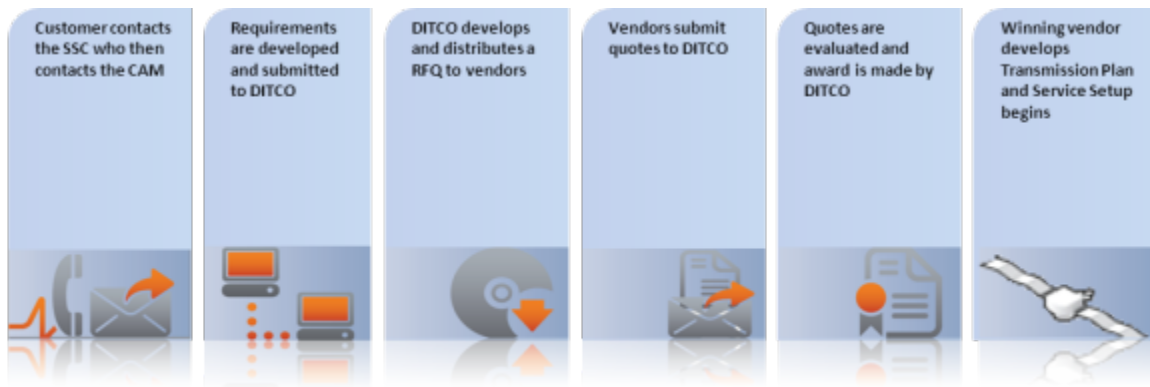 Customer contacts
the SSC who then
contacts the CAM
Requirements
are developed
and submitted
to DITCO
DITCO develops
and distributes a
RFQ to vendors
Vendors submit
quotes to DITCO
Quotes are
evaluated and
award is made by
DITCO
Winning vendor
develops
Transmission Plan
and Service Setup
begins